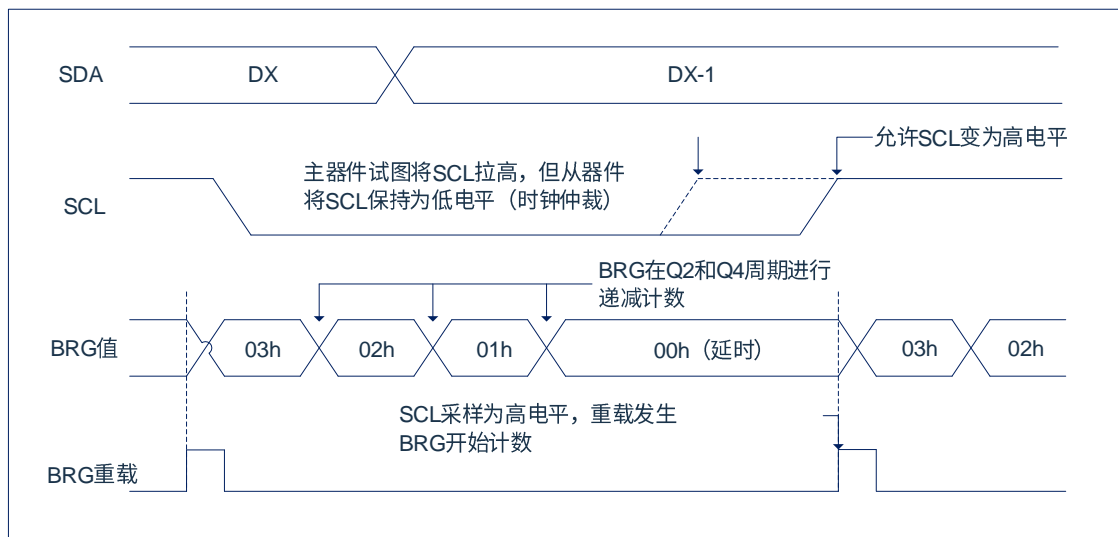 SDA
DX
DX-1
允许SCL变为高电平
主器件试图将SCL拉高，但从器件
将SCL保持为低电平（时钟仲裁）
SCL
BRG在Q2和Q4周期进行
递减计数
BRG值
03h
02h
01h
00h（延时）
03h
02h
SCL采样为高电平，重载发生
BRG开始计数
BRG重载